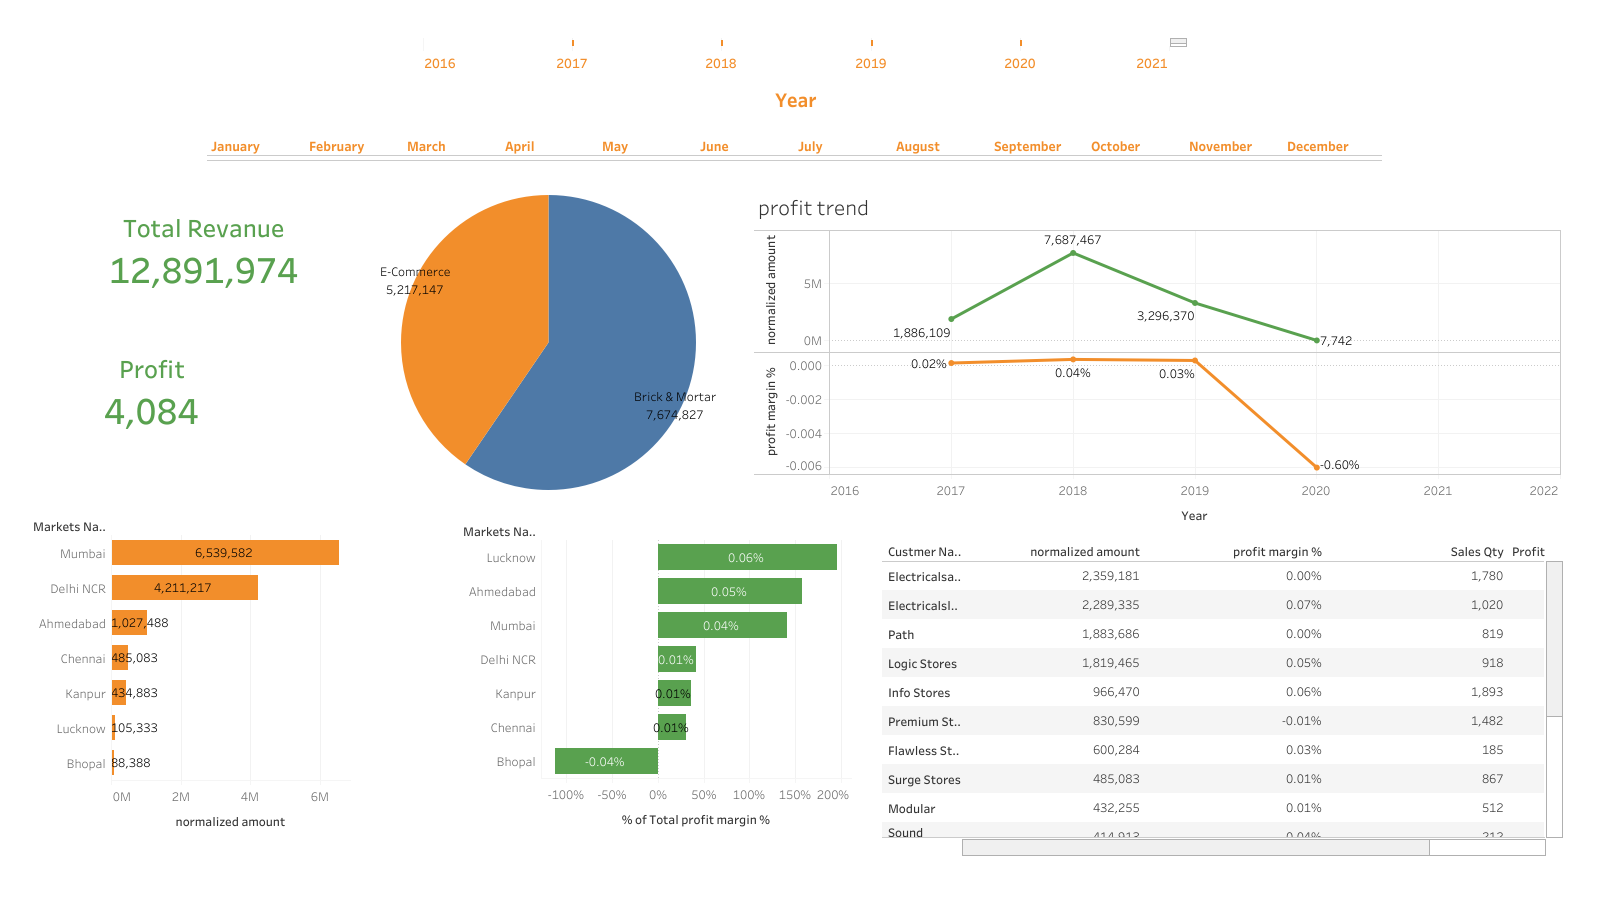 2016 2017 2018 2019 2020 2021
Year
January February March April May June July August September October November December
Total Revanue
12,891,974
Profit
4,084
E-Commerce
5,217,147
Brick & Mortar
7,674,827
profit trend
normalized amount
5M
0M
1,886,109
7,687,467
3,296,370
7,742
profit margin %
0.000
-0.002
-0.004
-0.006
0.02%
0.04%
0.03%
-0.60%
2016 2017 2018 2019 2020 2021 2022
Year
Markets Na..
Mumbai 6,539,582
Delhi NCR 4,211,217
Ahmedabad 1,027,488
Chennai 485,083
Kanpur 434,883
Lucknow 105,333
Bhopal 88,388
0M 2M 4M 6M
normalized amount
Markets Na..
Lucknow 0.06%
Ahmedabad 0.05%
Mumbai 0.04%
Delhi NCR 0.01%
Kanpur 0.01%
Chennai 0.01%
Bhopal -0.04%
-100% -50% 0% 50% 100% 150% 200%
% of Total profit margin %
Custmer Na.. normalized amount profit margin % Sales Qty Profit
Electricalsa.. 2,359,181 0.00% 1,780
Electricalsl.. 2,289,335 0.07% 1,020
Path 1,883,686 0.00% 819
Logic Stores 1,819,465 0.05% 918
Info Stores 966,470 0.06% 1,893
Premium St.. 830,599 -0.01% 1,482
Flawless St.. 600,284 0.03% 185
Surge Stores 485,083 0.01% 867
Modular 432,255 0.01% 512
Sound 414,913 0.04% 212